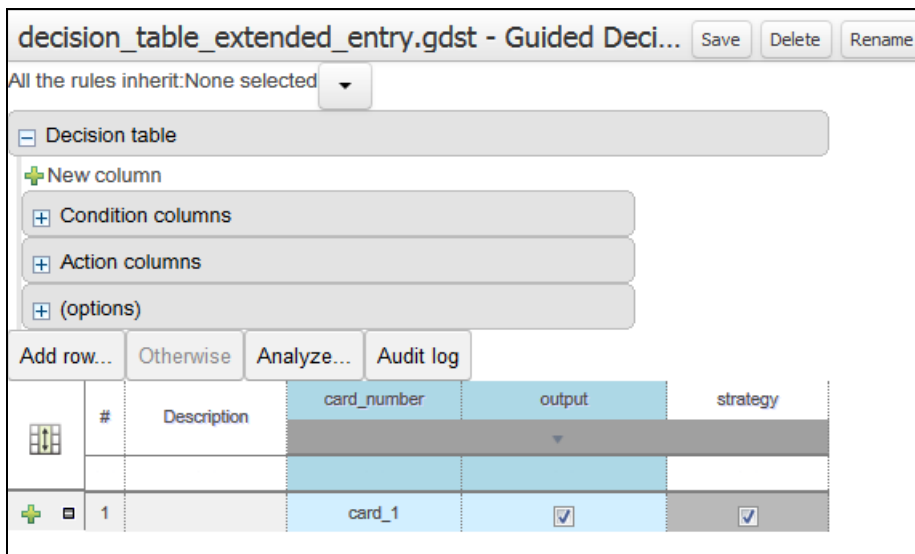 decision_table_extended_entry.gdst - Guided Deci... Save Delete Rename
All the rules inherit:None selected
Decision table
New column
Condition columns
Action columns
(options)
Add row... Otherwise Analyze... Audit log
# Description card_number output strategy
1 card_1